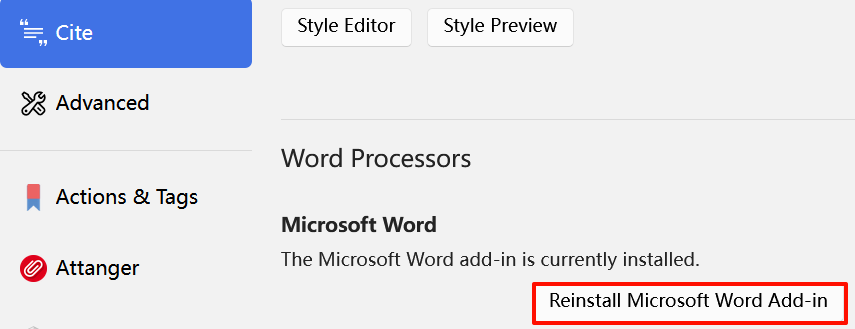 Cite
Advanced
Actions & Tags
Attanger
Style Editor
Style Preview
Word Processors
Microsoft Word
The Microsoft Word add-in is currently installed.
Reinstall Microsoft Word Add-in